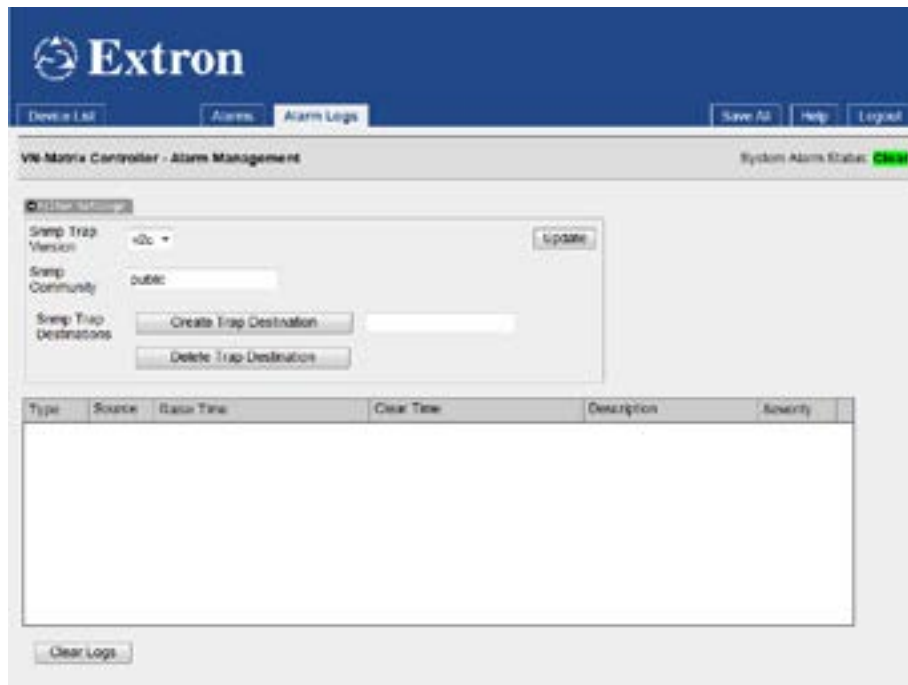 Extron
Device List Alarms Alarm Logs Save All Help Logout
VN-Matrix Controller - Alarm Management System Alarm Status: Clear
Snmp Trap Version v2c Update
Snmp Community public
Snmp Trap Destinations Create Trap Destination
Delete Trap Destination
Type Source Raise Time Clear Time Description Severity
Clear Logs